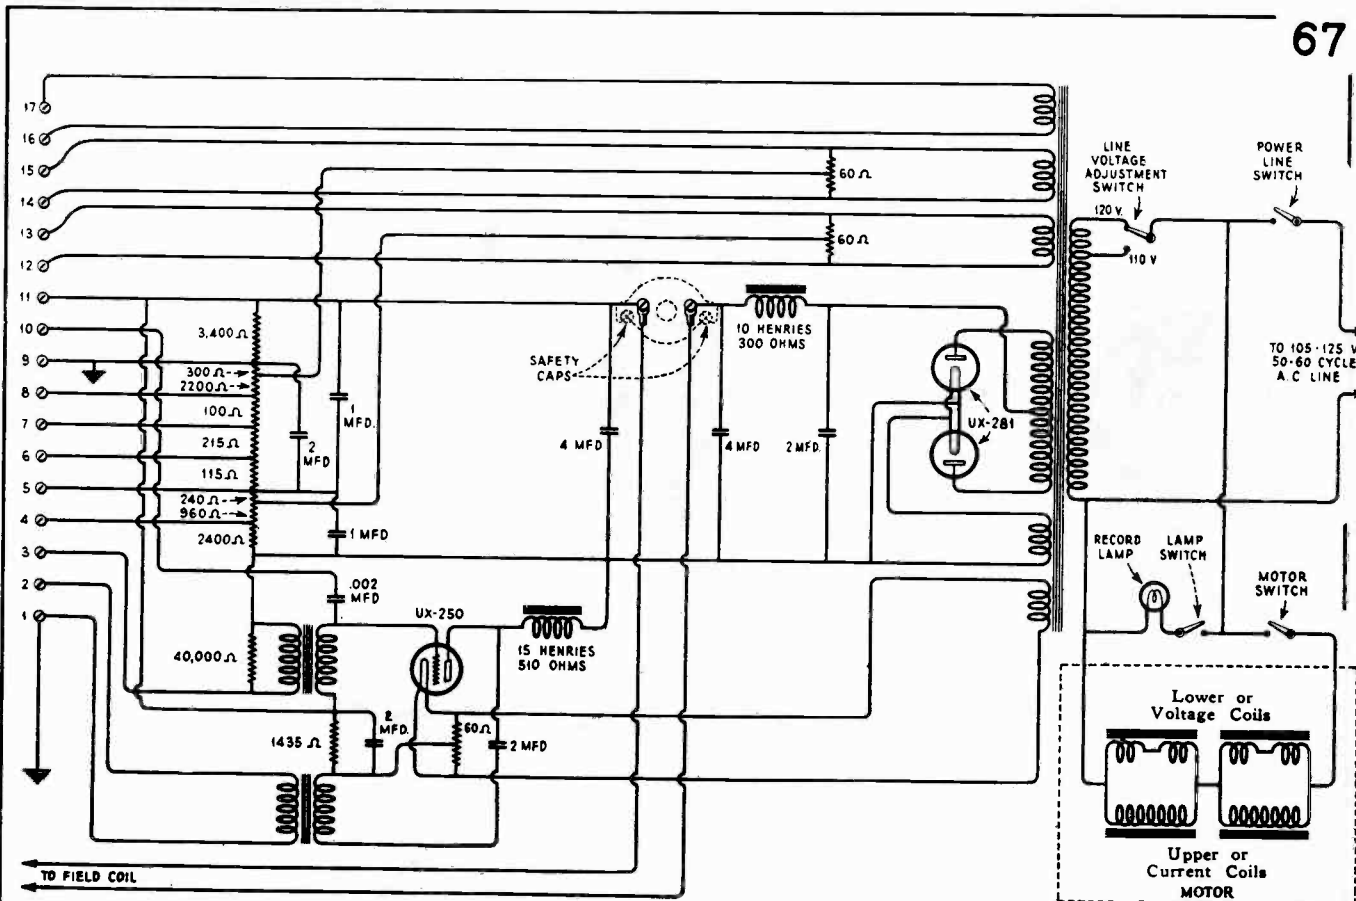 67
17
16
15
14
13
12
11
10
9
8
7
6
5
4
3
2
1
60 Ω
60 Ω
LINE
VOLTAGE
ADJUSTMENT
SWITCH
120 V.
110 V
POWER
LINE
SWITCH
TO 105-125 V
50-60 CYCLE
A.C LINE
3,400 Ω
300 Ω
2200 Ω
100 Ω
215 Ω
115 Ω
240 Ω
960 Ω
2400 Ω
1
MFD.
2
MFD
1 MFD
SAFETY
CAPS
10 HENRIES
300 OHMS
4 MFD
4 MFD
2 MFD.
UX-281
.002
MFD
UX-250
15 HENRIES
510 OHMS
40,000 Ω
1435 Ω
2
MFD.
60 Ω
2 MFD
RECORD
LAMP
LAMP
SWITCH
MOTOR
SWITCH
Lower or
Voltage Coils
Upper or
Current Coils
MOTOR
TO FIELD COIL